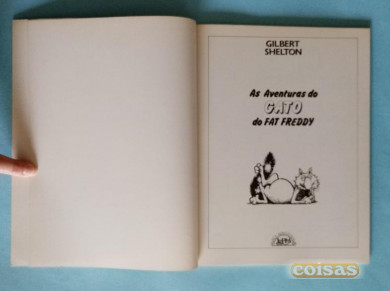 GILBERT
SHELTON
As Aventuras do
GATO
do FAT FREDDY
coisas